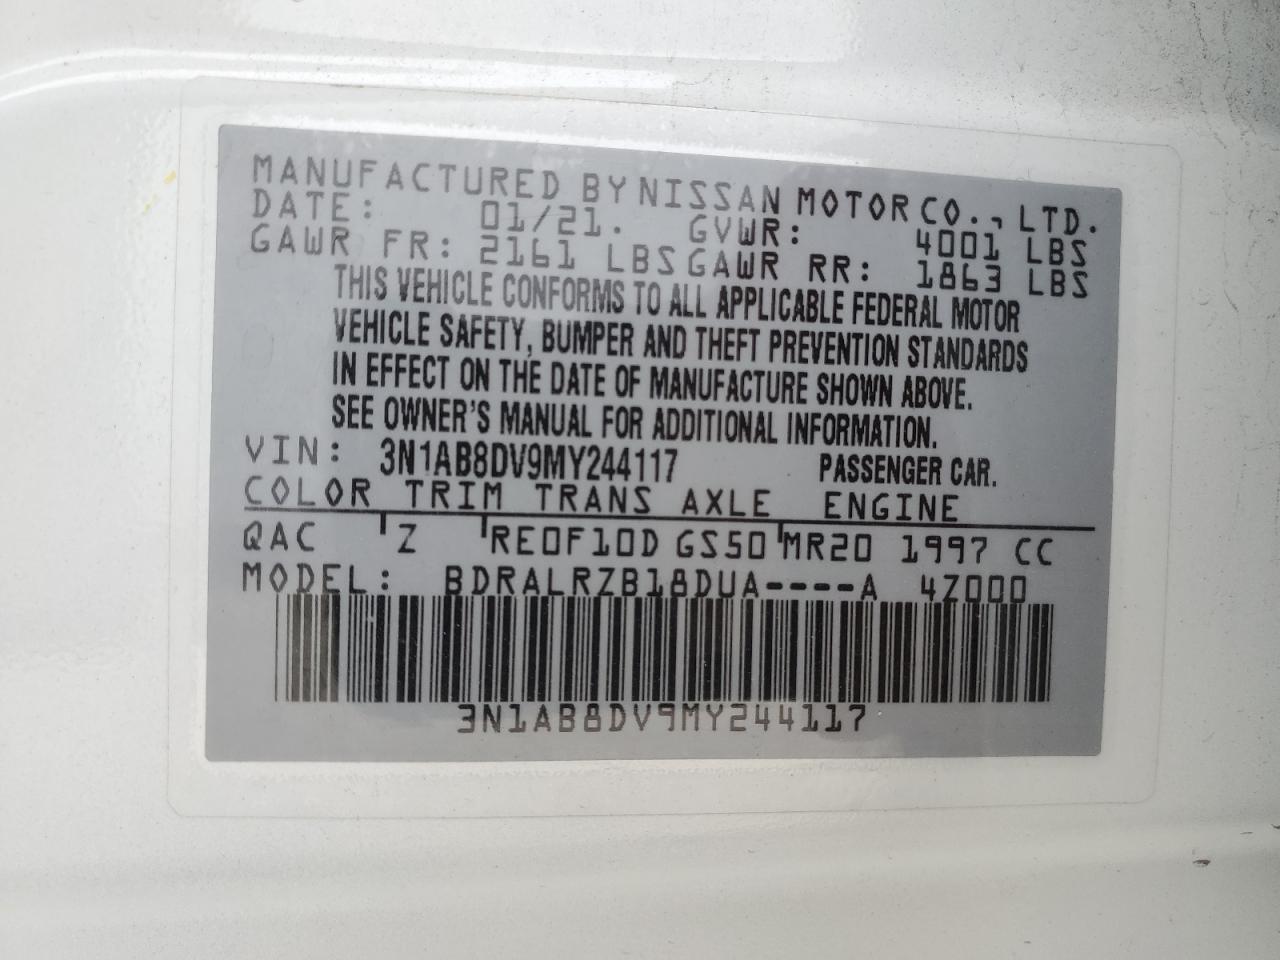 MANUFACTURED BY NISSAN MOTOR CO., LTD.
DATE: 01/21. GVWR: 4001 LBS
GAWR FR: 2161 LBS GAWR RR: 1863 LBS
THIS VEHICLE CONFORMS TO ALL APPLICABLE FEDERAL MOTOR
VEHICLE SAFETY, BUMPER AND THEFT PREVENTION STANDARDS
IN EFFECT ON THE DATE OF MANUFACTURE SHOWN ABOVE.
SEE OWNER'S MANUAL FOR ADDITIONAL INFORMATION.
VIN: 3N1AB8DV9MY244117 PASSENGER CAR.
COLOR TRIM TRANS AXLE ENGINE
QAC Z RE0F10D GS50 MR20 1997 CC
MODEL: BDRALRZB18DUA----A 4Z000
3N1AB8DV9MY244117